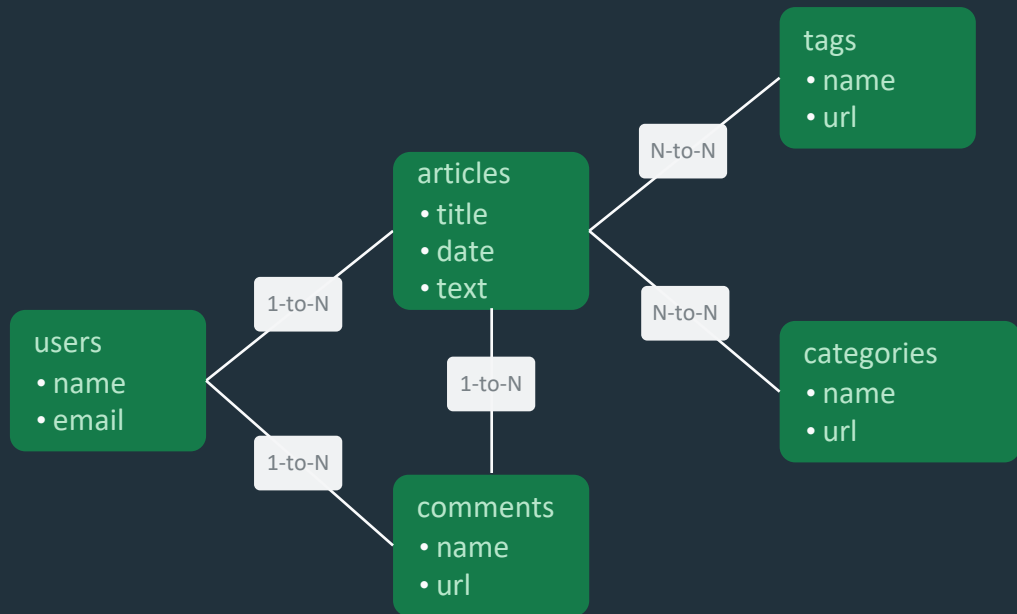 tags
• name
• url
N-to-N
articles
• title
• date
• text
1-to-N
N-to-N
users
• name
• email
1-to-N
categories
• name
• url
1-to-N
comments
• name
• url